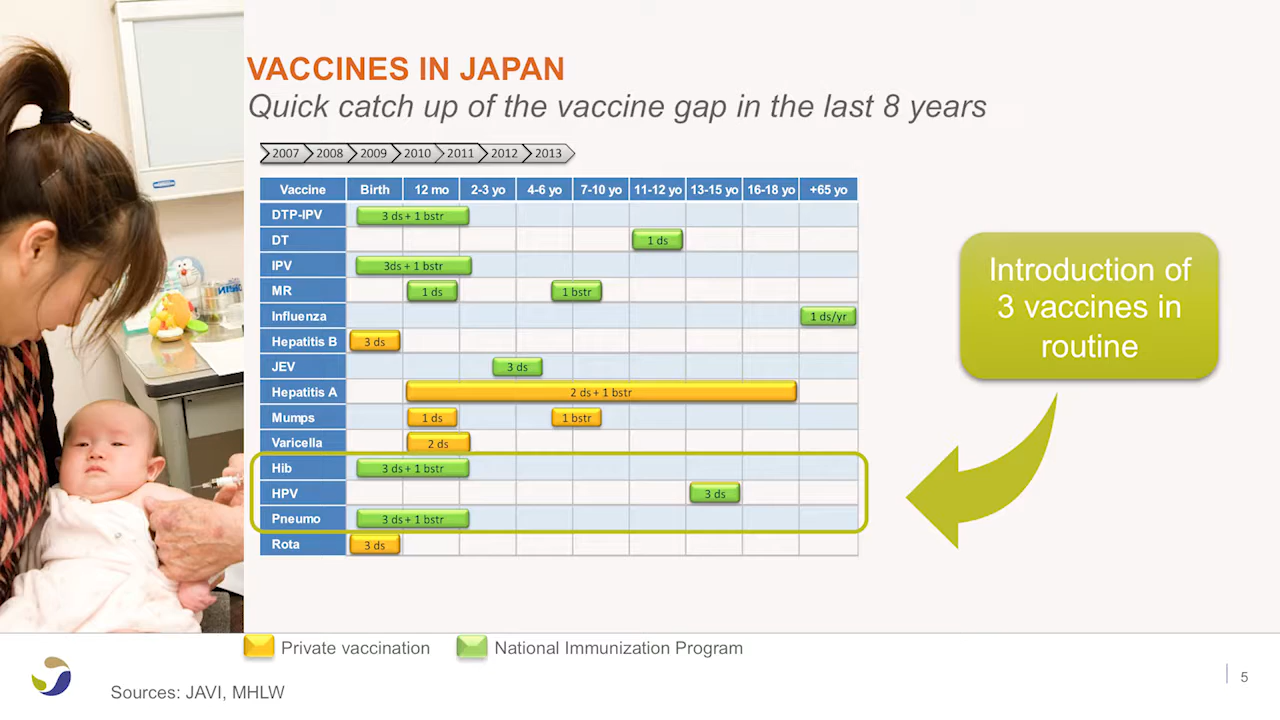 VACCINES IN JAPAN
Quick catch up of the vaccine gap in the last 8 years
2007 2008 2009 2010 2011 2012 2013
Vaccine Birth 12 mo 2-3 yo 4-6 yo 7-10 yo 11-12 yo 13-15 yo 16-18 yo +65 yo
DTP-IPV 3 ds + 1 bstr
DT 1 ds
IPV 3ds + 1 bstr
MR 1 ds 1 bstr
Influenza 1 ds/yr
Hepatitis B 3 ds
JEV 3 ds
Hepatitis A 2 ds + 1 bstr
Mumps 1 ds 1 bstr
Varicella 2 ds
Hib 3 ds + 1 bstr
HPV 3 ds
Pneumo 3 ds + 1 bstr
Rota 3 ds
Introduction of
3 vaccines in
routine
Private vaccination National Immunization Program
Sources: JAVI, MHLW
5